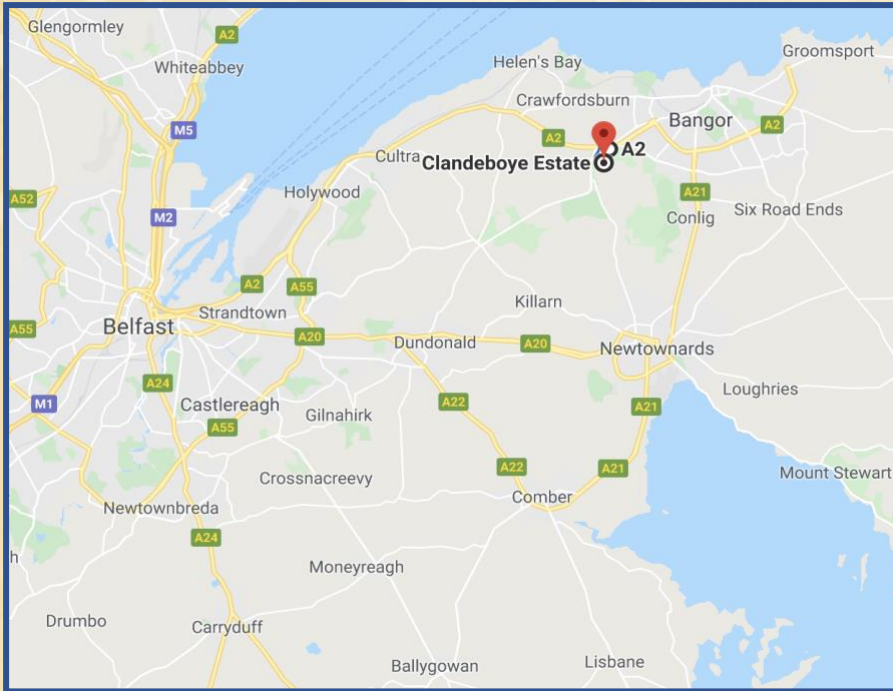 Glengormley
A2
Whiteabbey
Helen's Bay
Groomsport
Crawfordsburn
M5
Bangor
A2
A2
A2
Cultra
Clandeboye Estate
A52
Holywood
A21
Six Road Ends
M2
Conlig
A2
A55
Killarn
Strandtown
A55
Belfast
A20
Dundonald
A20
Newtownards
A24
Loughries
M1
Castlereagh
A22
A21
Gilnahirk
A55
A22
A21
Mount Stewart
Crossnacreevy
Comber
Newtownbreda
A24
h
Moneyreagh
Drumbo
Carryduff
Ballygowan
Lisbane